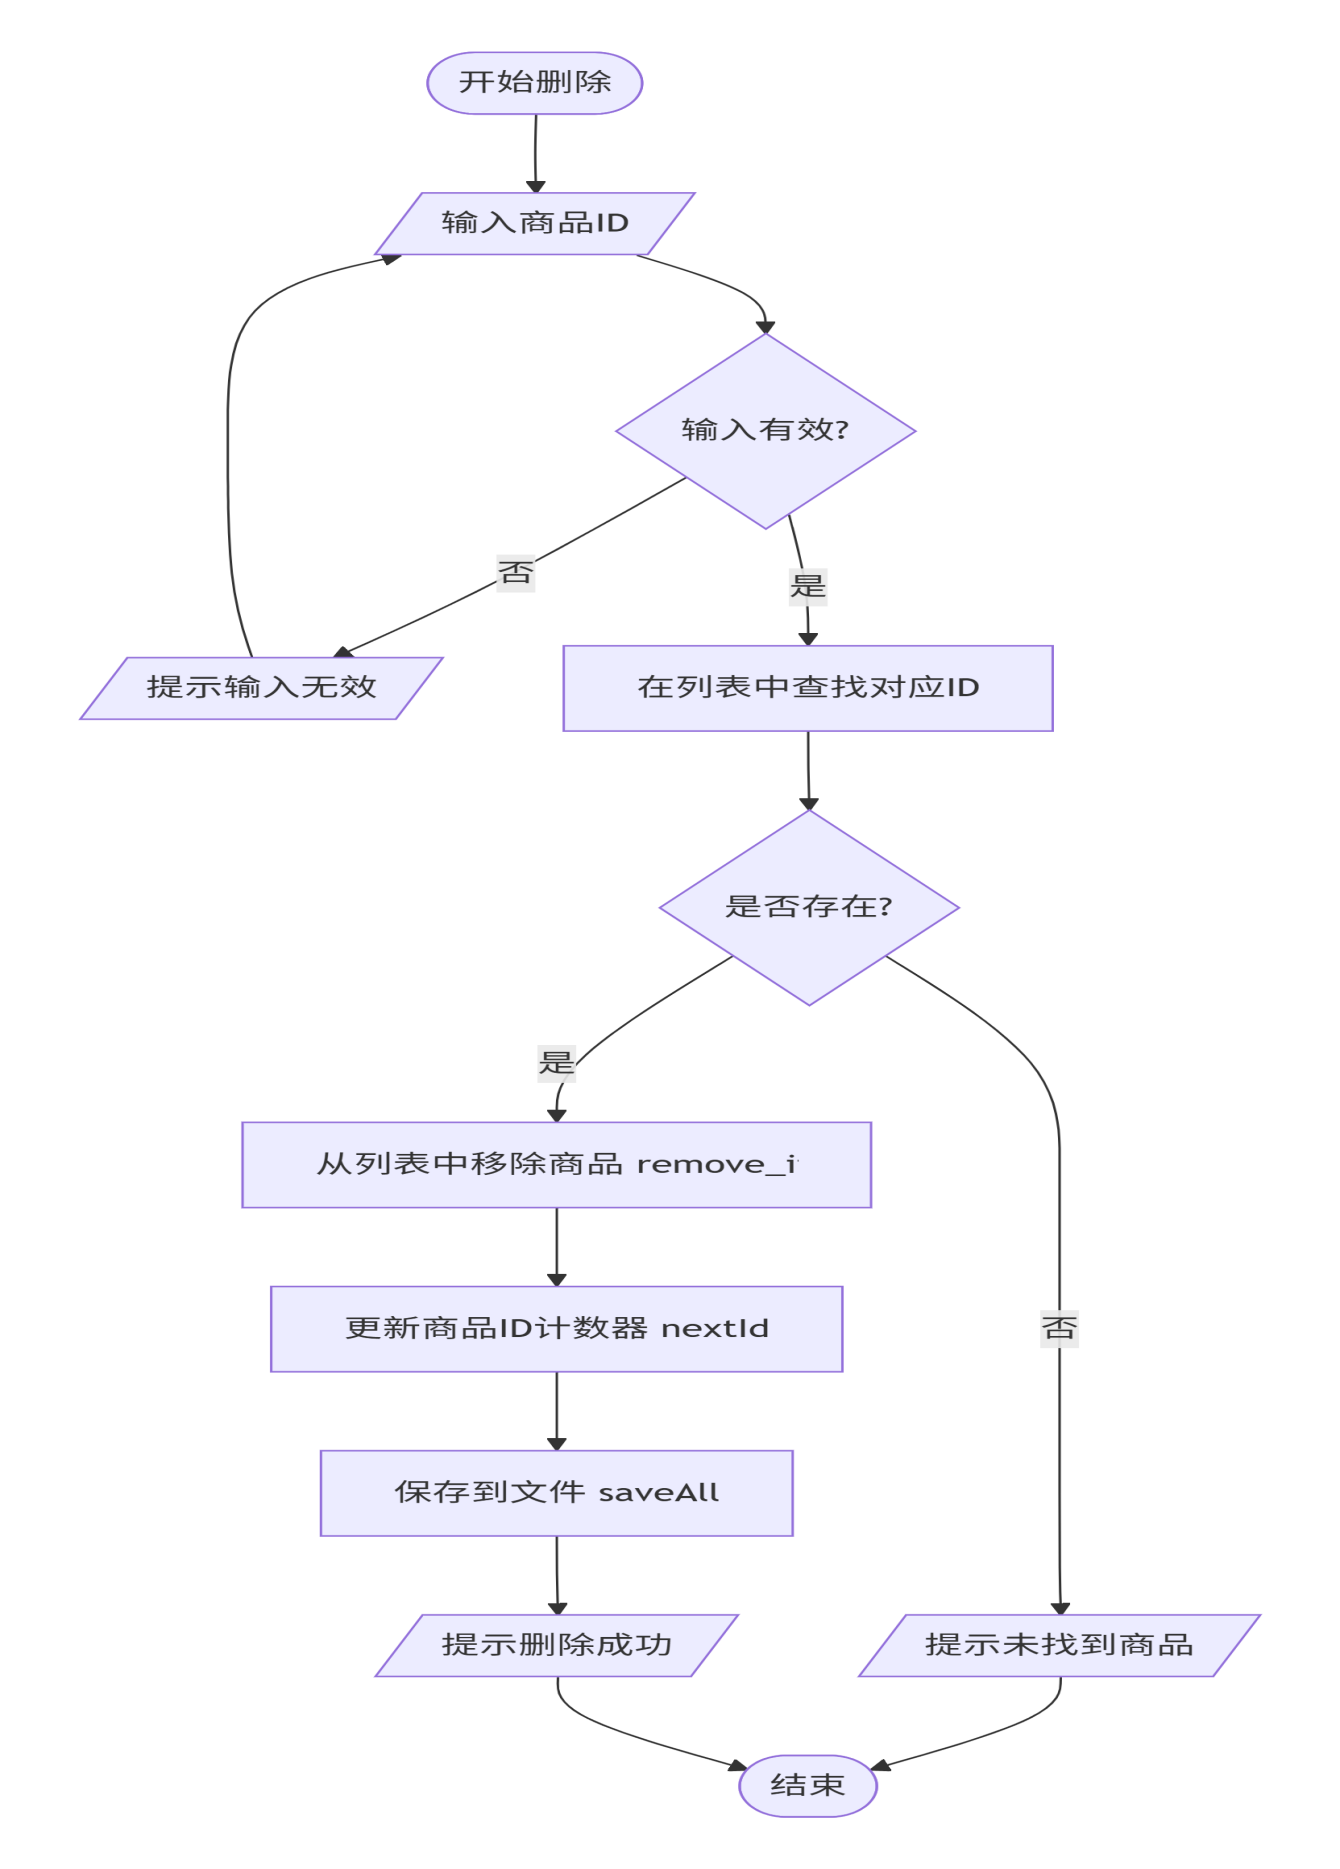 开始删除
输入商品ID
输入有效?
否
是
提示输入无效
在列表中查找对应ID
是否存在?
是
从列表中移除商品 remove_i
更新商品ID计数器 nextId
否
保存到文件 saveAll
提示删除成功
提示未找到商品
结束